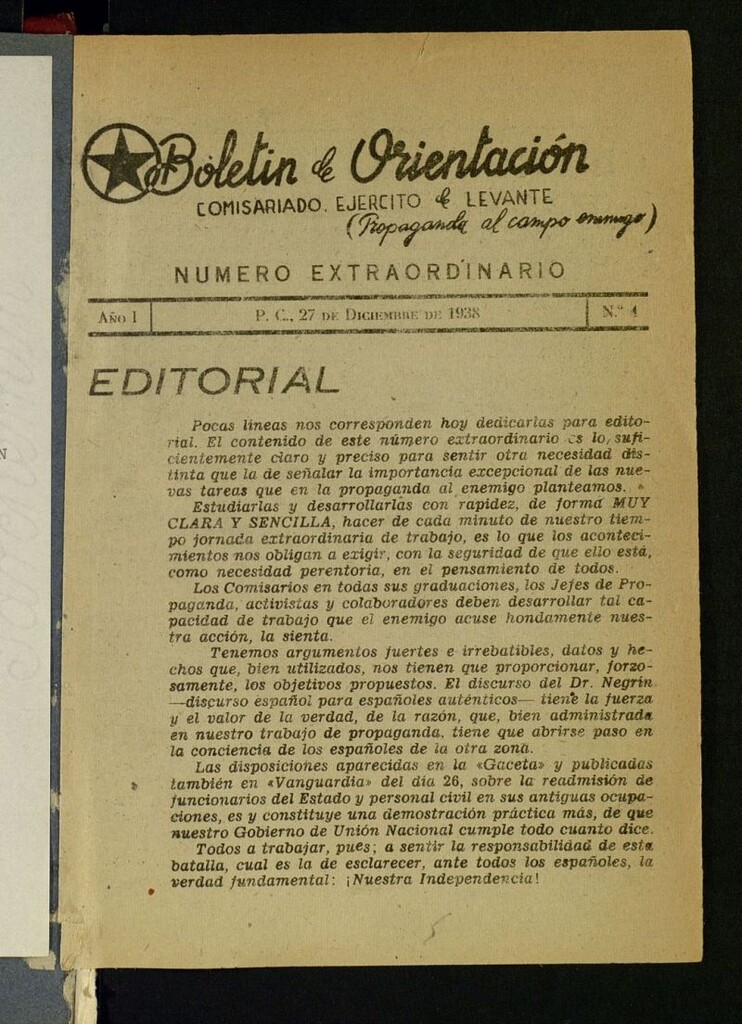 Boletin de Orientación
COMISARIADO. EJERCITO de LEVANTE
(Propaganda al campo enemigo)
NUMERO EXTRAORDINARIO
Año I P. C., 27 de Diciembre de 1938 N.º 4
EDITORIAL
Pocas líneas nos corresponden hoy dedicarlas para edito-
rial. El contenido de este número extraordinario es lo, sufi-
cientemente claro y preciso para sentir otra necesidad dis-
tinta que la de señalar la importancia excepcional de las nue-
vas tareas que en la propaganda al enemigo planteamos.
Estudiarlas y desarrollarlas con rapidez, de forma MUY
CLARA Y SENCILLA, hacer de cada minuto de nuestro tiem-
po jornada extraordinaria de trabajo, es lo que los aconteci-
mientos nos obligan a exigir, con la seguridad de que ello está,
como necesidad perentoria, en el pensamiento de todos.
Los Comisarios en todas sus graduaciones, los Jefes de Pro-
paganda, activistas y colaboradores deben desarrollar tal ca-
pacidad de trabajo que el enemigo acuse hondamente nues-
tra acción, la sienta.
Tenemos argumentos fuertes e irrebatibles, datos y he-
chos que, bien utilizados, nos tienen que proporcionar, forzo-
samente, los objetivos propuestos. El discurso del Dr. Negrín
—discurso español para españoles auténticos— tiene la fuerza
y el valor de la verdad, de la razón, que, bien administrada
en nuestro trabajo de propaganda. tiene que abrirse paso en
la conciencia de los españoles de la otra zona.
Las disposiciones aparecidas en la «Gaceta» y publicadas
también en «Vanguardia» del día 26, sobre la readmisión de
funcionarios del Estado y personal civil en sus antiguas ocupa-
ciones, es y constituye una demostración práctica más, de que
nuestro Gobierno de Unión Nacional cumple todo cuanto dice.
Todos a trabajar, pues; a sentir la responsabilidad de esta
batalla, cual es la de esclarecer, ante todos los españoles, la
verdad fundamental: ¡Nuestra Independencia!
N